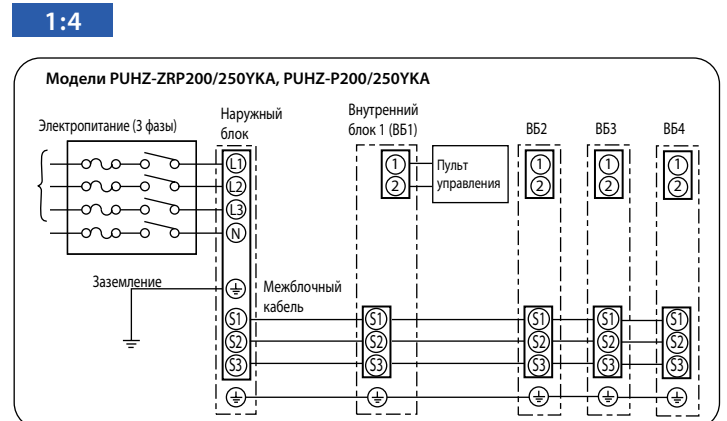 1:4
Модели PUHZ-ZRP200/250YKA, PUHZ-P200/250YKA
Электропитание (3 фазы)
Наружный
блок
Внутренний
блок 1 (ВБ1)
ВБ2
ВБ3
ВБ4
L1
L2
L3
N
1
2
Пульт
управления
1
2
1
2
1
2
Заземление
Межблочный
кабель
S1
S2
S3
S1
S2
S3
S1
S2
S3
S1
S2
S3
S1
S2
S3